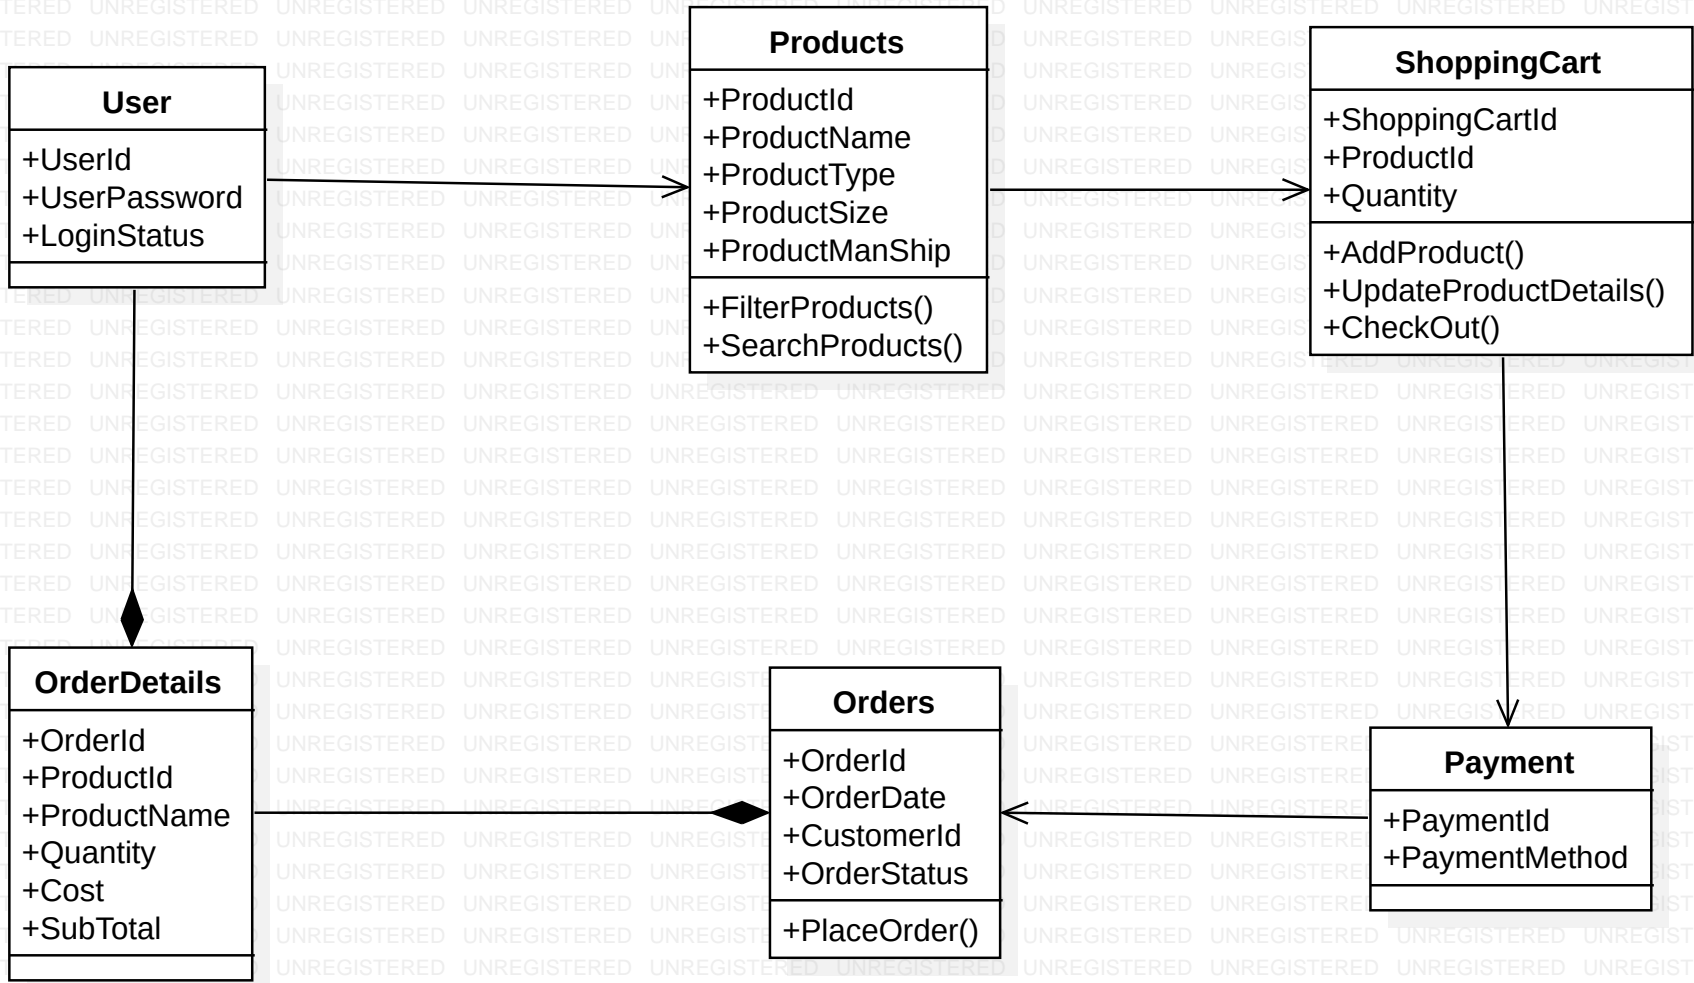 User
+UserId
+UserPassword
+LoginStatus
Products
+ProductId
+ProductName
+ProductType
+ProductSize
+ProductManShip
+FilterProducts()
+SearchProducts()
ShoppingCart
+ShoppingCartId
+ProductId
+Quantity
+AddProduct()
+UpdateProductDetails()
+CheckOut()
OrderDetails
+OrderId
+ProductId
+ProductName
+Quantity
+Cost
+SubTotal
Orders
+OrderId
+OrderDate
+CustomerId
+OrderStatus
+PlaceOrder()
Payment
+PaymentId
+PaymentMethod
UNREGISTERED